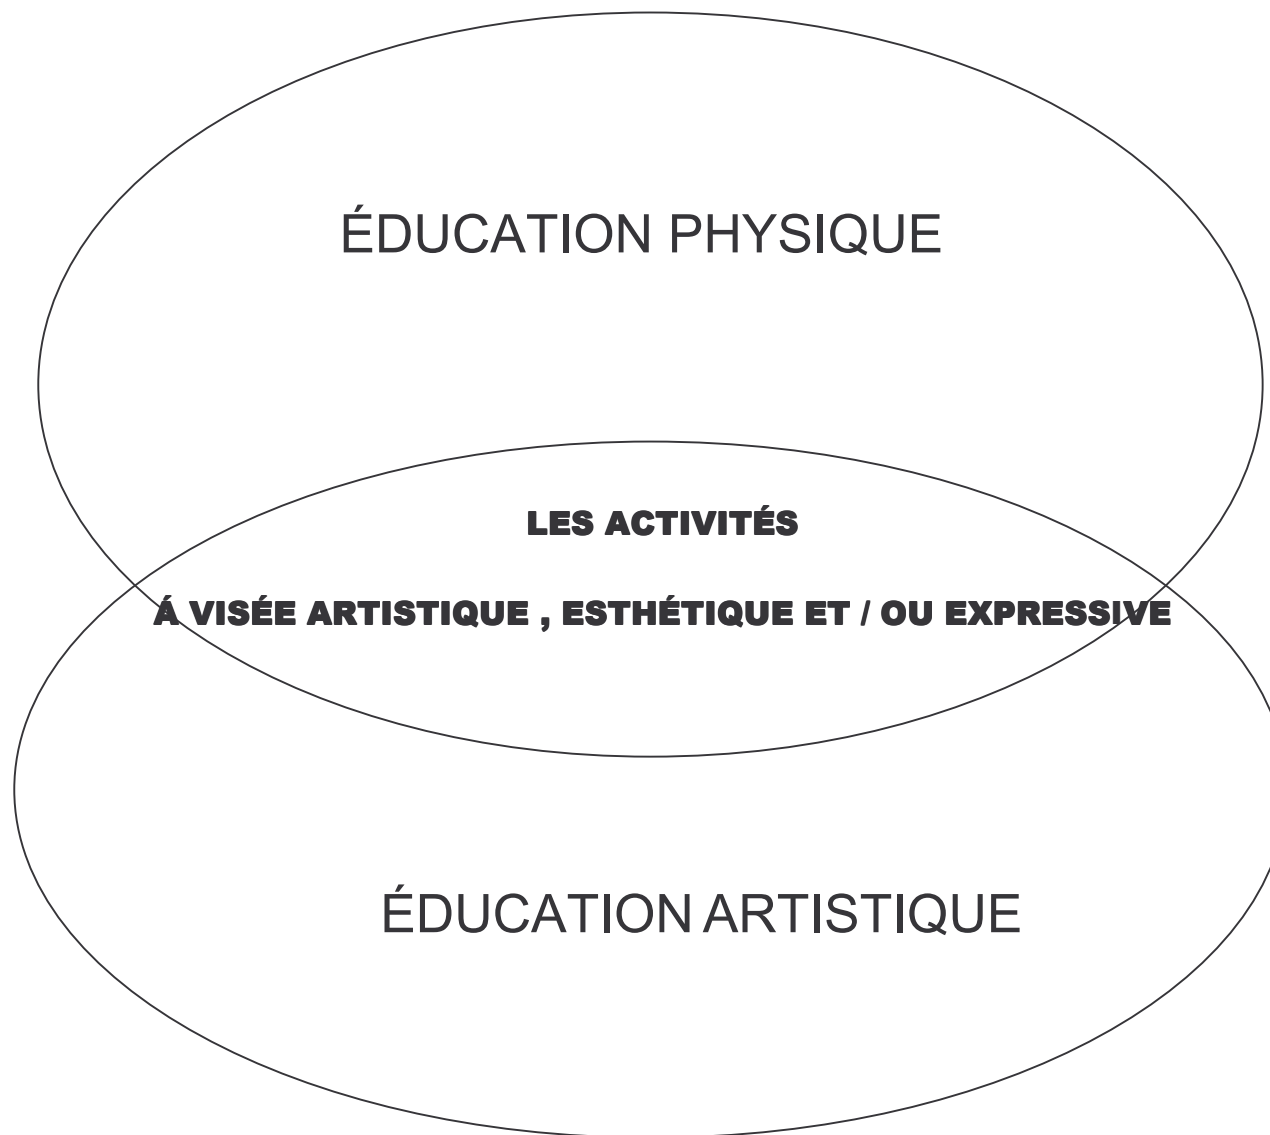 ÉDUCATION PHYSIQUE
LES ACTIVITÉS
Á VISÉE ARTISTIQUE , ESTHÉTIQUE ET / OU EXPRESSIVE
ÉDUCATION ARTISTIQUE